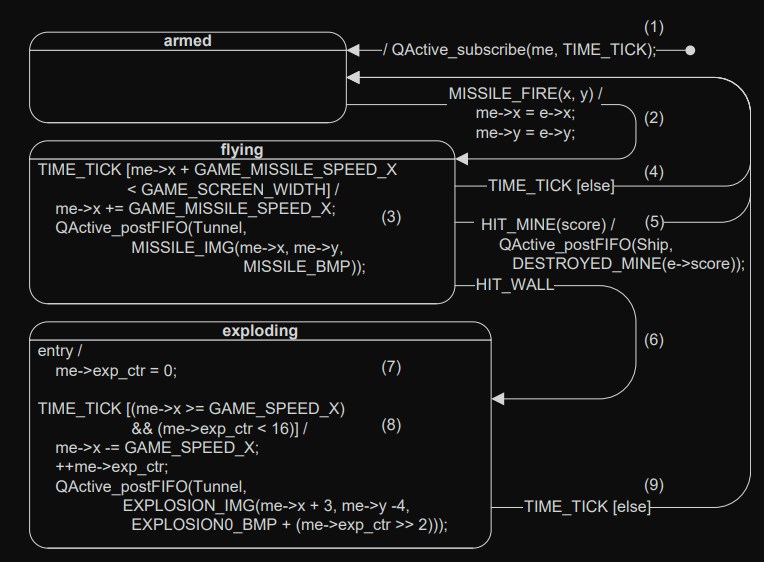 (1)
armed
/ QActive_subscribe(me, TIME_TICK);
MISSILE_FIRE(x, y) /
me->x = e->x;
me->y = e->y;
(2)
flying
TIME_TICK [me->x + GAME_MISSILE_SPEED_X
< GAME_SCREEN_WIDTH] /
me->x += GAME_MISSILE_SPEED_X;
QActive_postFIFO(Tunnel,
MISSILE_IMG(me->x, me->y,
MISSILE_BMP));
(3)
(4)
TIME_TICK [else]
HIT_MINE(score) /
(5)
QActive_postFIFO(Ship,
DESTROYED_MINE(e->score));
HIT_WALL
(6)
exploding
entry /
me->exp_ctr = 0;
(7)
TIME_TICK [(me->x >= GAME_SPEED_X)
&& (me->exp_ctr < 16)] /
(8)
me->x -= GAME_SPEED_X;
++me->exp_ctr;
QActive_postFIFO(Tunnel,
EXPLOSION_IMG(me->x + 3, me->y -4,
EXPLOSION0_BMP + (me->exp_ctr >> 2)));
(9)
TIME_TICK [else]